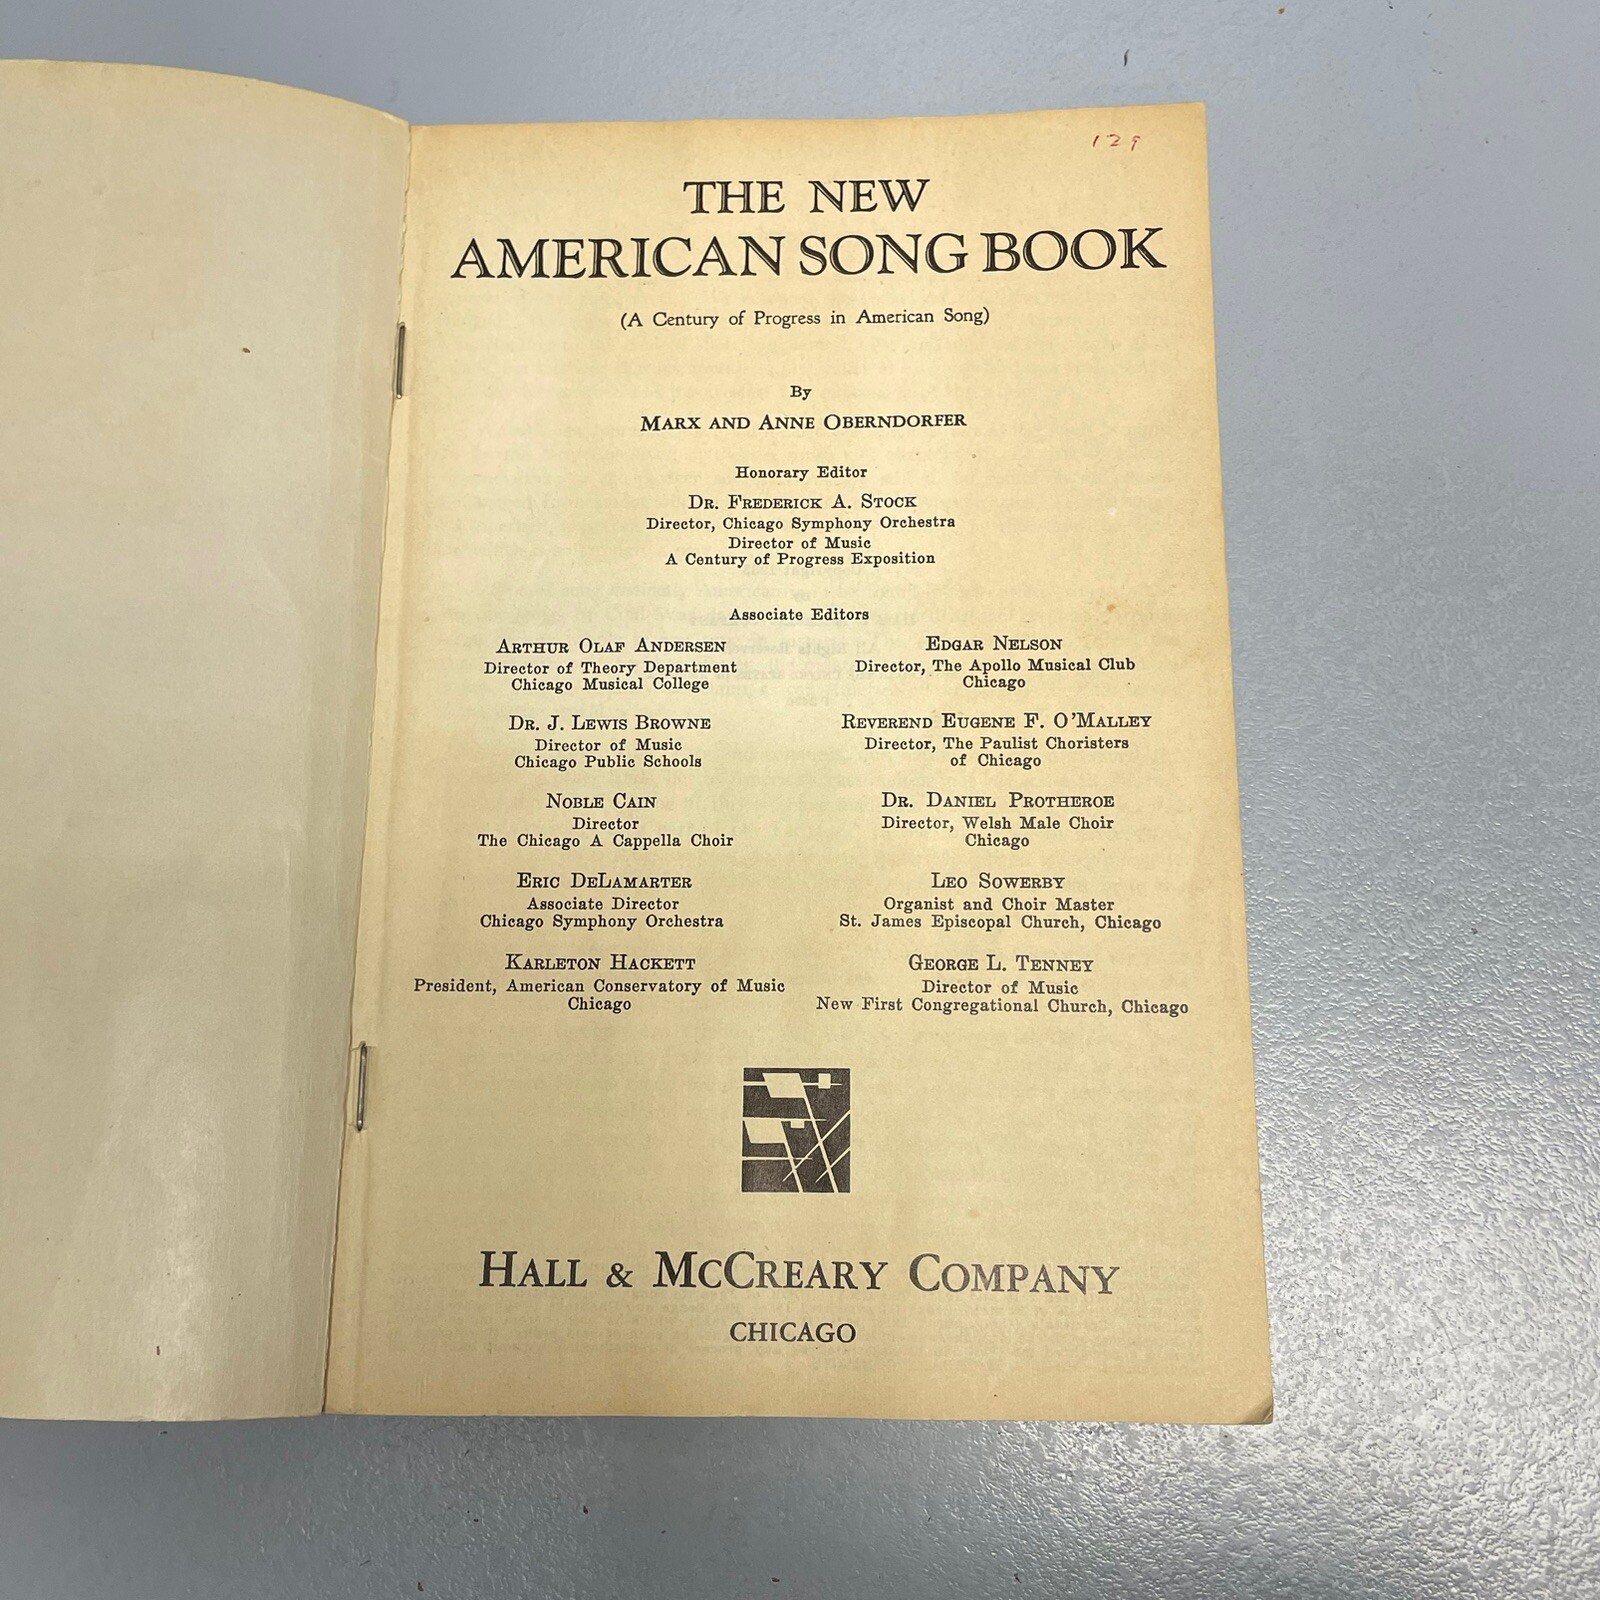 129
THE NEW
AMERICAN SONG BOOK
(A Century of Progress in American Song)
By
MARX AND ANNE OBERNDORFER
Honorary Editor
DR. FREDERICK A. STOCK
Director, Chicago Symphony Orchestra
Director of Music
A Century of Progress Exposition
Associate Editors
ARTHUR OLAF ANDERSEN
Director of Theory Department
Chicago Musical College
DR. J. LEWIS BROWNE
Director of Music
Chicago Public Schools
NOBLE CAIN
Director
The Chicago A Cappella Choir
ERIC DELAMARTER
Associate Director
Chicago Symphony Orchestra
KARLETON HACKETT
President, American Conservatory of Music
Chicago
EDGAR NELSON
Director, The Apollo Musical Club
Chicago
REVEREND EUGENE F. O'MALLEY
Director, The Paulist Choristers
of Chicago
DR. DANIEL PROTHEROE
Director, Welsh Male Choir
Chicago
LEO SOWERBY
Organist and Choir Master
St. James Episcopal Church, Chicago
GEORGE L. TENNEY
Director of Music
New First Congregational Church, Chicago
HALL & MCCREARY COMPANY
CHICAGO